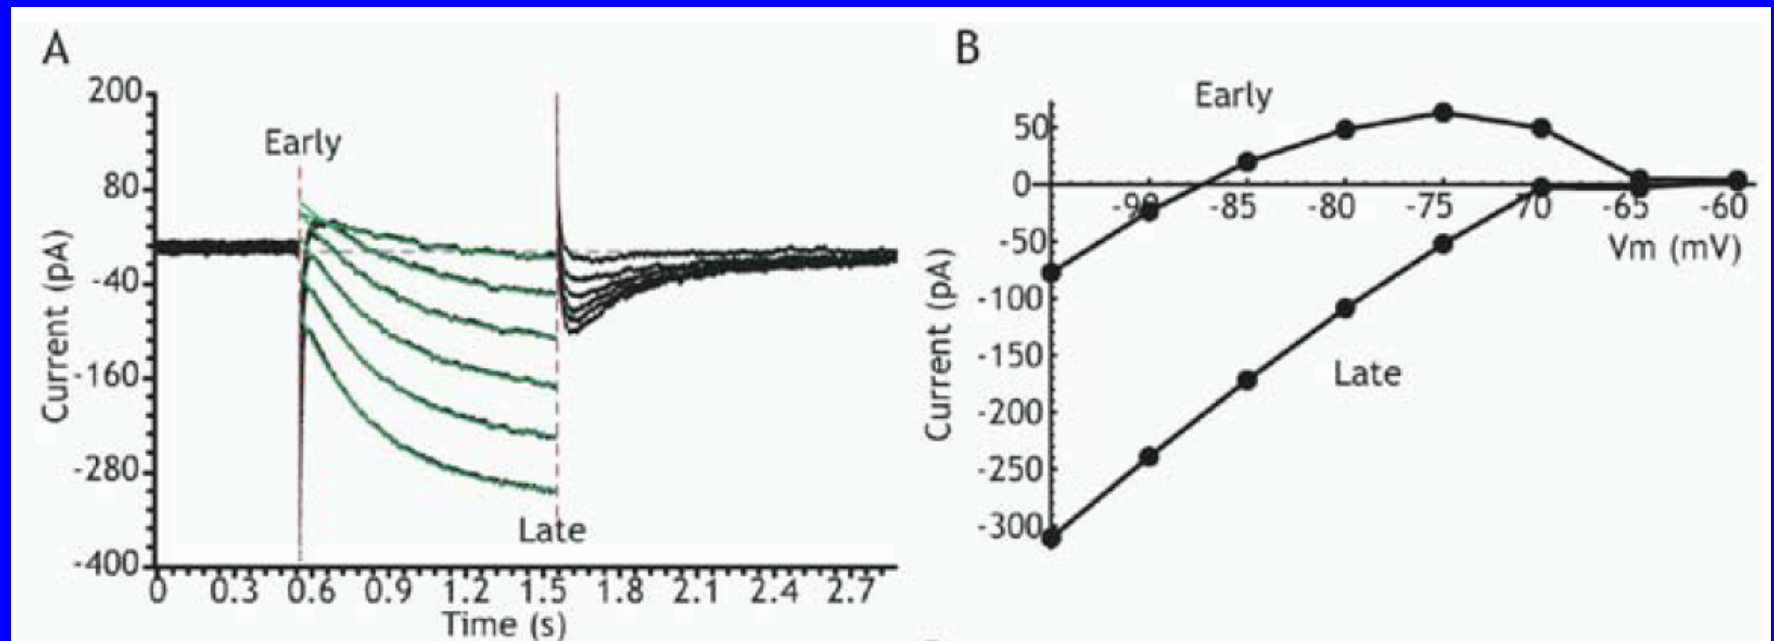 A
200
80
-40
-160
-280
-400
Current (pA)
Early
Late
0 0.3 0.6 0.9 1.2 1.5 1.8 2.1 2.4 2.7
Time (s)
B
Early
50
0
-50
-100
-150
-200
-250
-300
Current (pA)
-90 -85 -80 -75 -70 -65 -60
Vm (mV)
Late